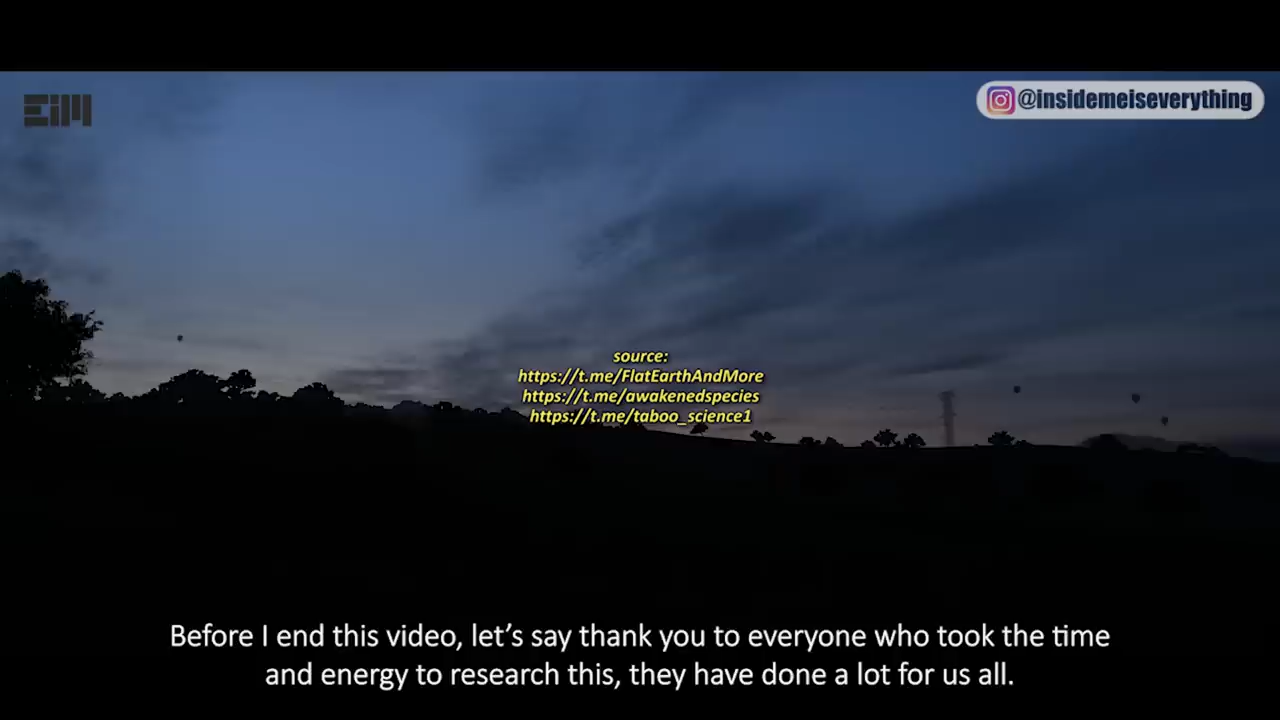 EiM
@insidemeiseverything
source:
https://t.me/FlatEarthAndMore
https://t.me/awakenedspecies
https://t.me/taboo_science1
Before I end this video, let's say thank you to everyone who took the time
and energy to research this, they have done a lot for us all.